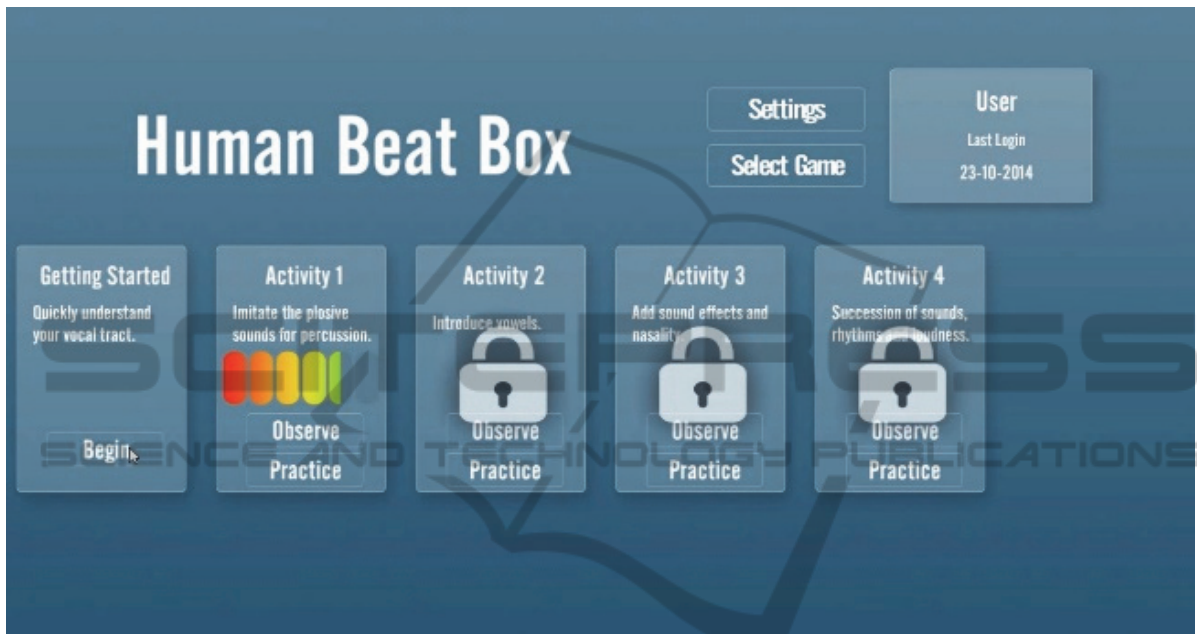 Human Beat Box
Settings
Select Game
User
Last Login
23-10-2014
Getting Started
Quickly understand
your vocal tract.
Begin
Activity 1
Imitate the plosive
sounds for percussion.
Observe
Practice
Activity 2
Introduce vowels.
Observe
Practice
Activity 3
Add sound effects and
nasality.
Observe
Practice
Activity 4
Succession of sounds,
rhythms and loudness.
Observe
Practice
SCITEPRESS
SCIENCE AND TECHNOLOGY PUBLICATIONS